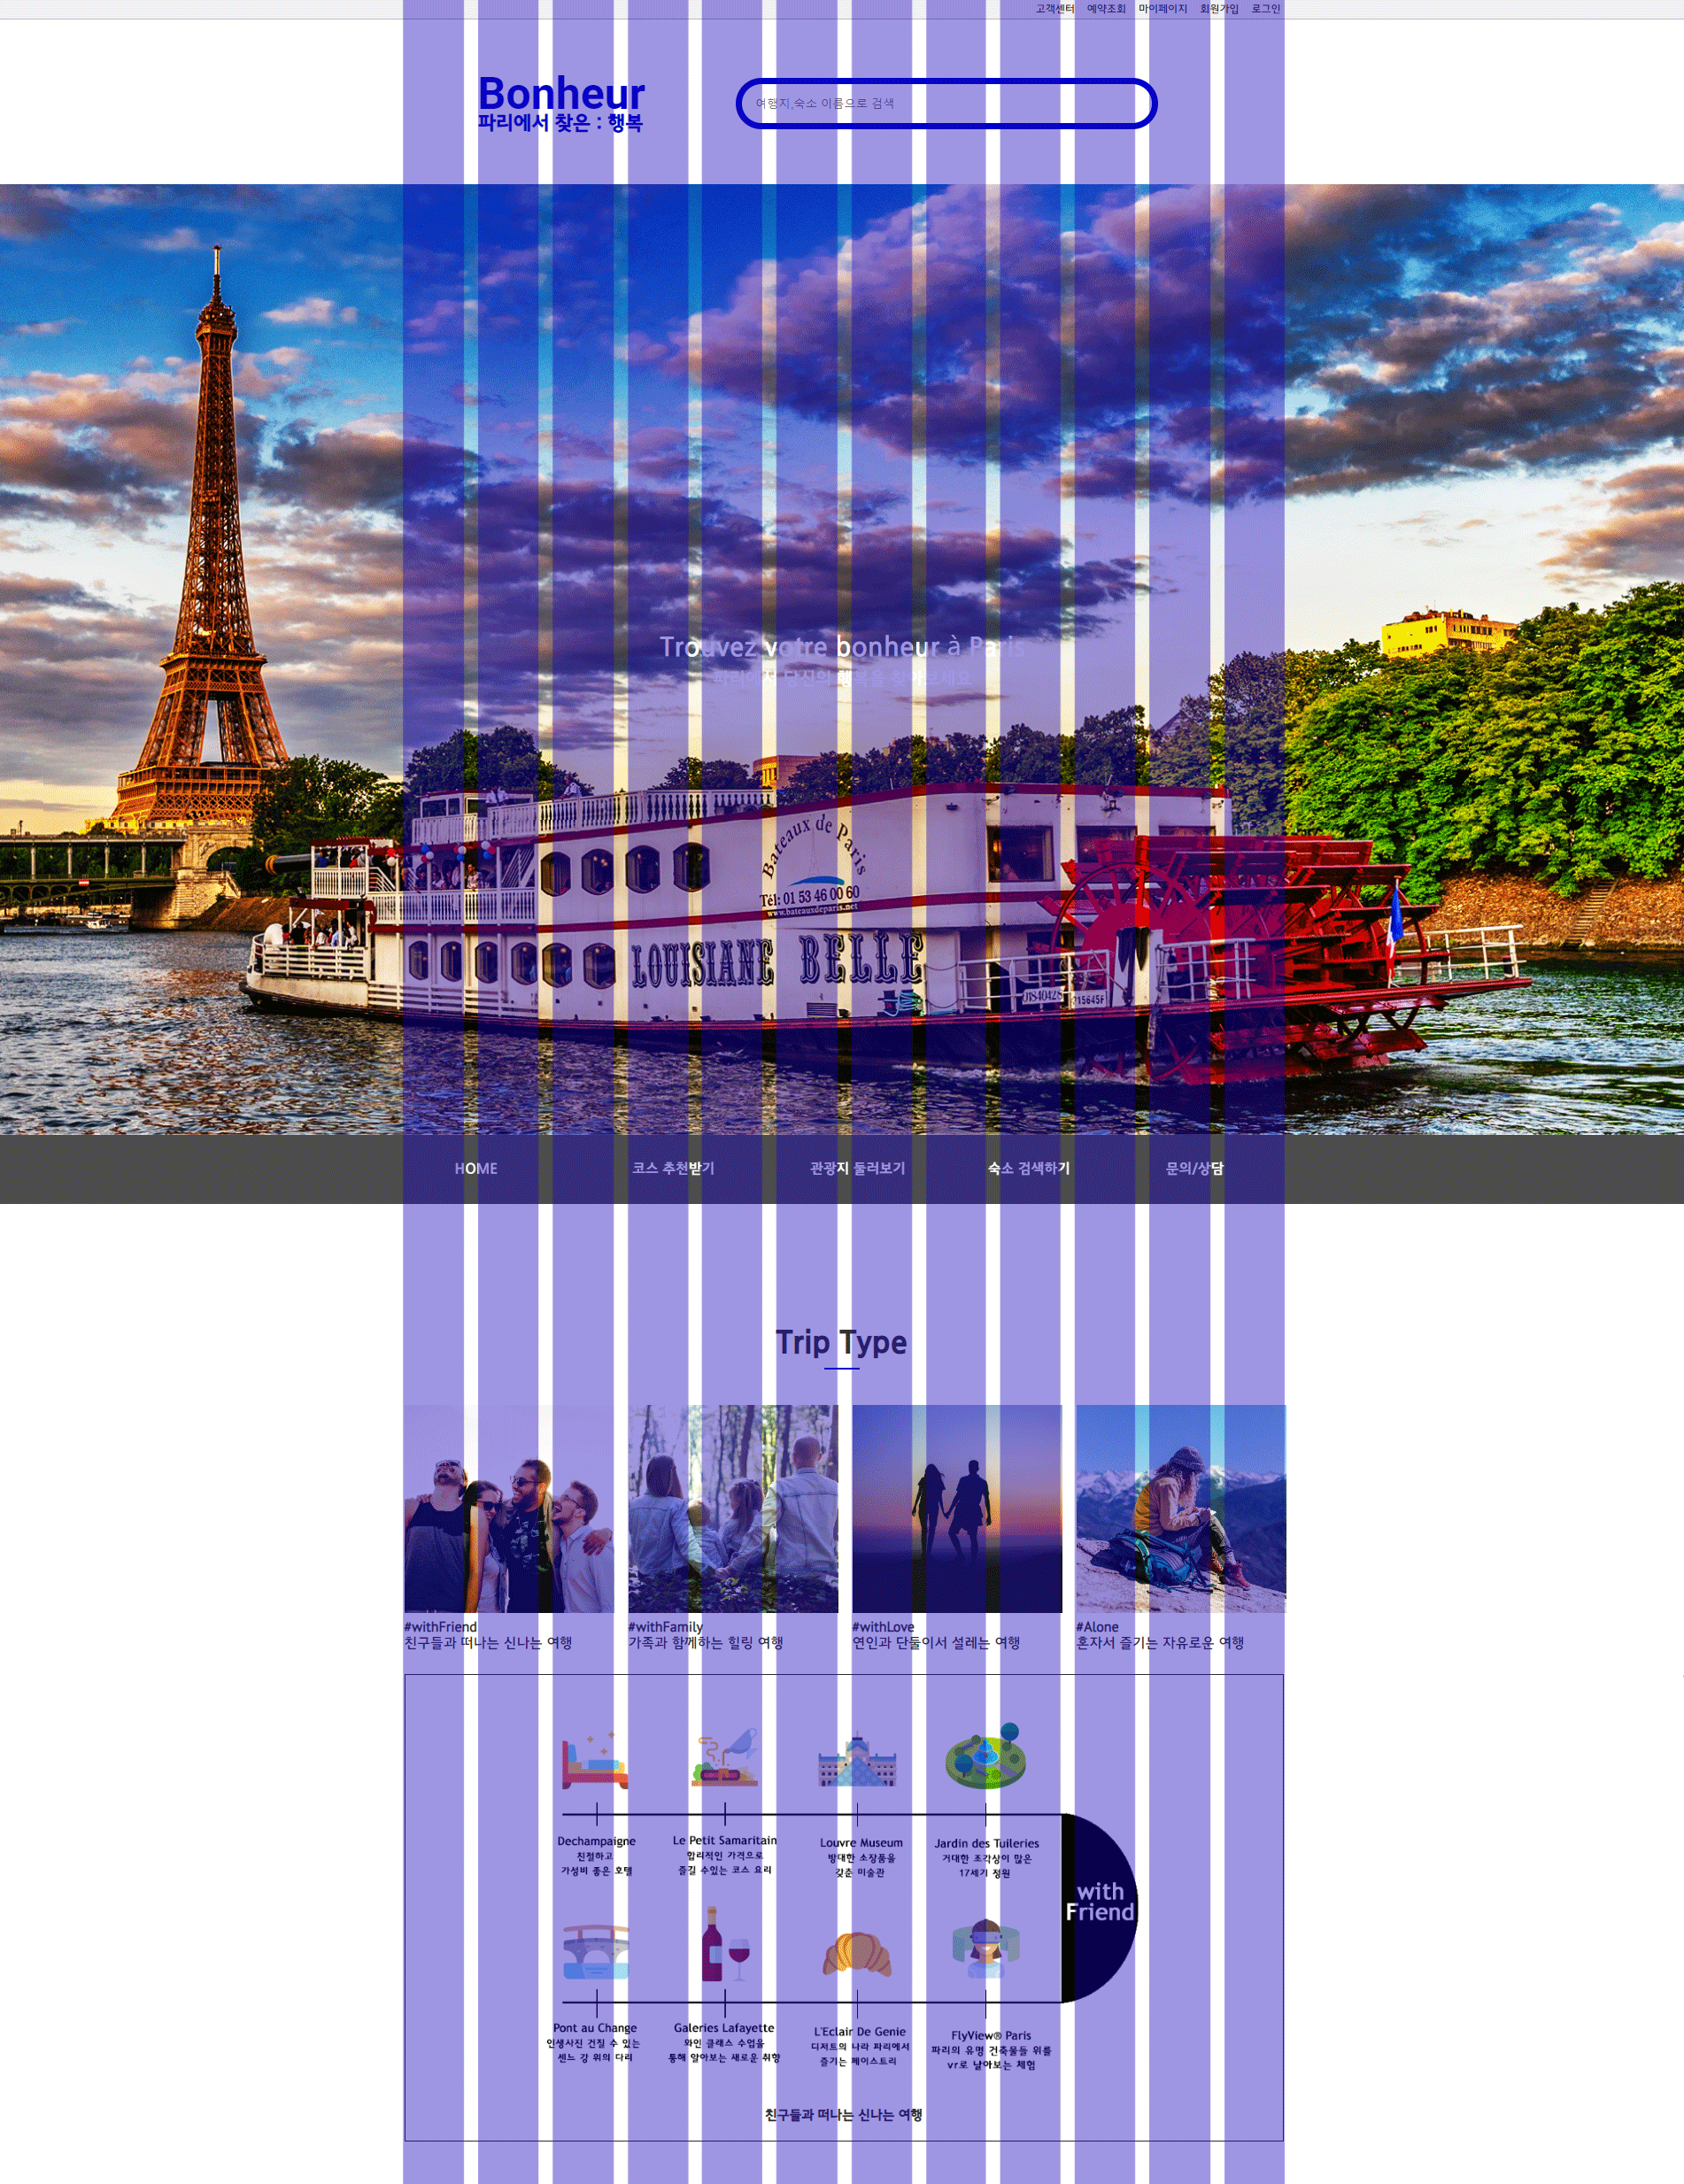 고객센터 예약조회 마이페이지 회원가입 로그인
Bonheur
파리에서 찾은 : 행복
여행지,숙소 이름으로 검색
Trouvez votre bonheur à Paris
파리에서 당신의 행복을 찾아보세요
Bateaux de Paris
Tél: 01 53 46 00 60
www.bateauxdeparis.net
LOUISIANE BELLE
HOME 코스 추천받기 관광지 둘러보기 숙소 검색하기 문의/상담
Trip Type
#withFriend
친구들과 떠나는 신나는 여행
#withFamily
가족과 함께하는 힐링 여행
#withLove
연인과 단둘이서 설레는 여행
#Alone
혼자서 즐기는 자유로운 여행
Dechampaigne
친절하고
가성비 좋은 호텔
Le Petit Samaritain
합리적인 가격으로
즐길 수있는 코스 요리
Louvre Museum
방대한 소장품을
갖춘 미술관
Jardin des Tuileries
거대한 조각상이 많은
17세기 정원
with
Friend
Pont au Change
인생사진 건질 수 있는
센느 강 위의 다리
Galeries Lafayette
와인 클래스 수업을
통해 알아보는 새로운 취향
L'Eclair De Genie
디저트의 나라 파리에서
즐기는 페이스트리
FlyView® Paris
파리의 유명 건축물들 위를
vr로 날아보는 체험
친구들과 떠나는 신나는 여행